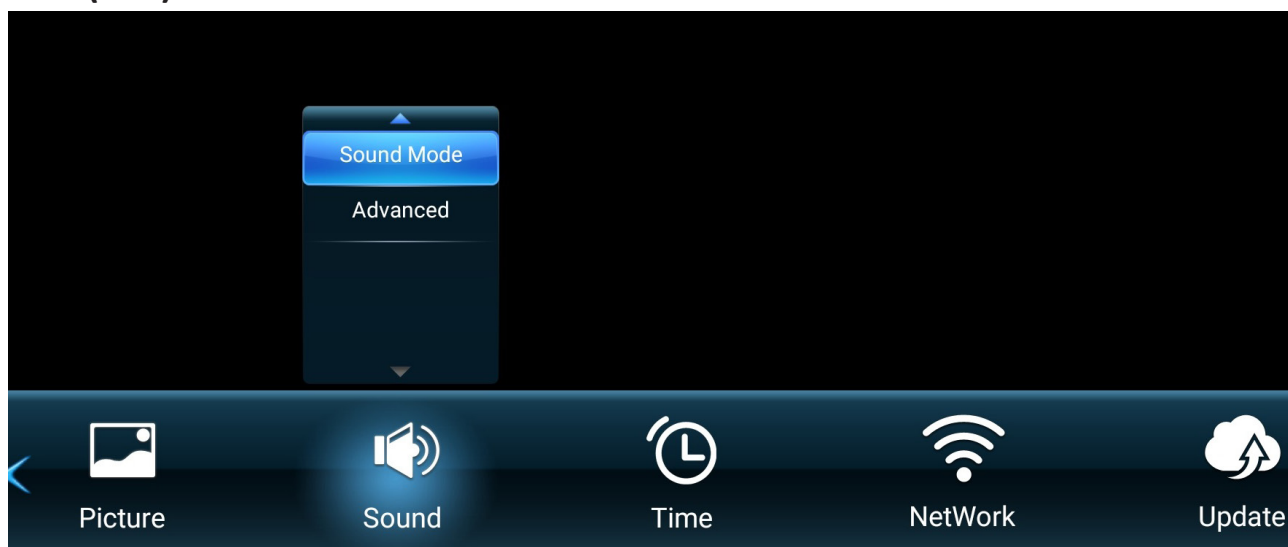 Sound Mode
Advanced
Picture
Sound
Time
NetWork
Update